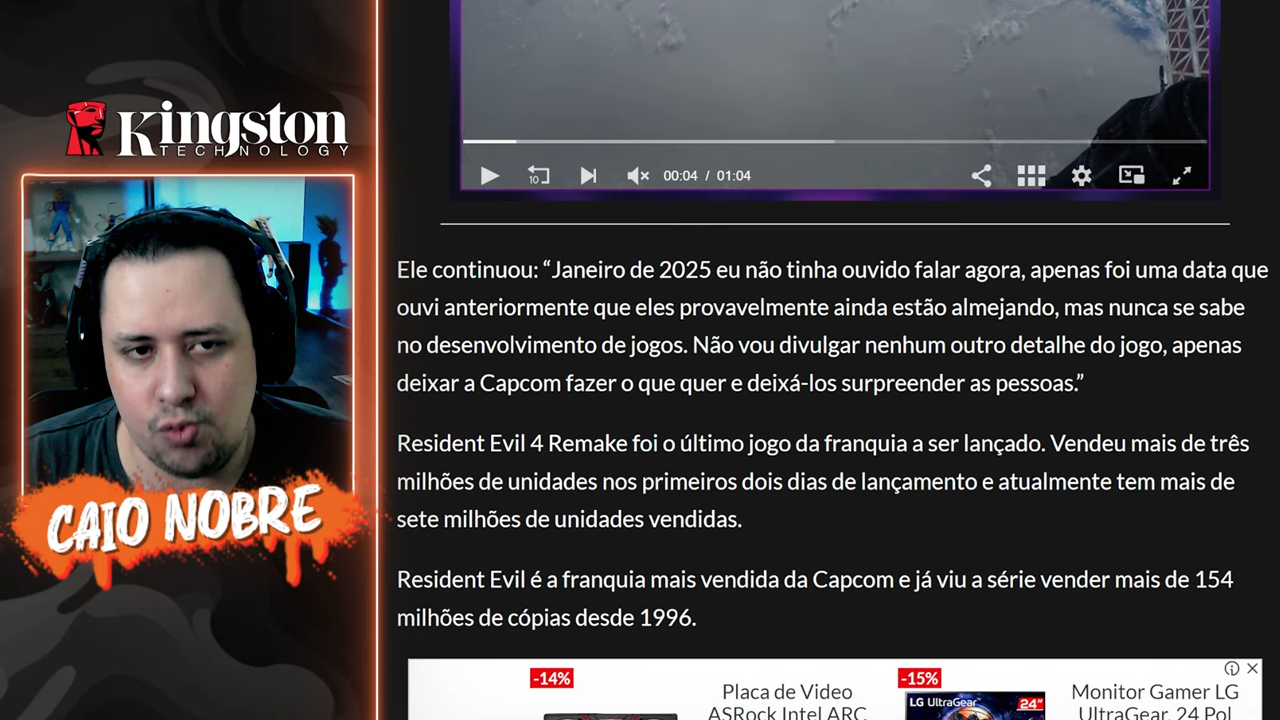 Kingston
TECHNOLOGY
CAIO NOBRE
10
00:04 / 01:04
Ele continuou: “Janeiro de 2025 eu não tinha ouvido falar agora, apenas foi uma data que
ouvi anteriormente que eles provavelmente ainda estão almejando, mas nunca se sabe
no desenvolvimento de jogos. Não vou divulgar nenhum outro detalhe do jogo, apenas
deixar a Capcom fazer o que quer e deixá-los surpreender as pessoas.”
Resident Evil 4 Remake foi o último jogo da franquia a ser lançado. Vendeu mais de três
milhões de unidades nos primeiros dois dias de lançamento e atualmente tem mais de
sete milhões de unidades vendidas.
Resident Evil é a franquia mais vendida da Capcom e já viu a série vender mais de 154
milhões de cópias desde 1996.
-14%
Placa de Video
ASRock Intel ARC
-15%
LG UltraGear 24"
Monitor Gamer LG
UltraGear, 24 Pol